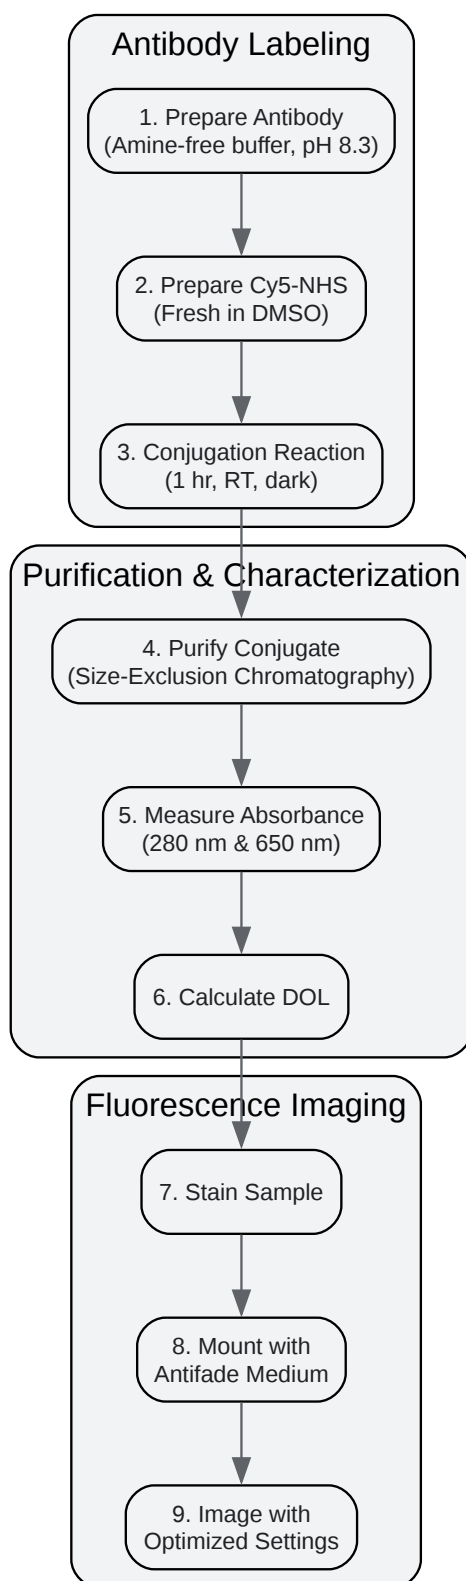 Antibody Labeling
1. Prepare Antibody
(Amine-free buffer, pH 8.3)
2. Prepare Cy5-NHS
(Fresh in DMSO)
3. Conjugation Reaction
(1 hr, RT, dark)
Purification & Characterization
4. Purify Conjugate
(Size-Exclusion Chromatography)
5. Measure Absorbance
(280 nm & 650 nm)
6. Calculate DOL
Fluorescence Imaging
7. Stain Sample
8. Mount with
Antifade Medium
9. Image with
Optimized Settings